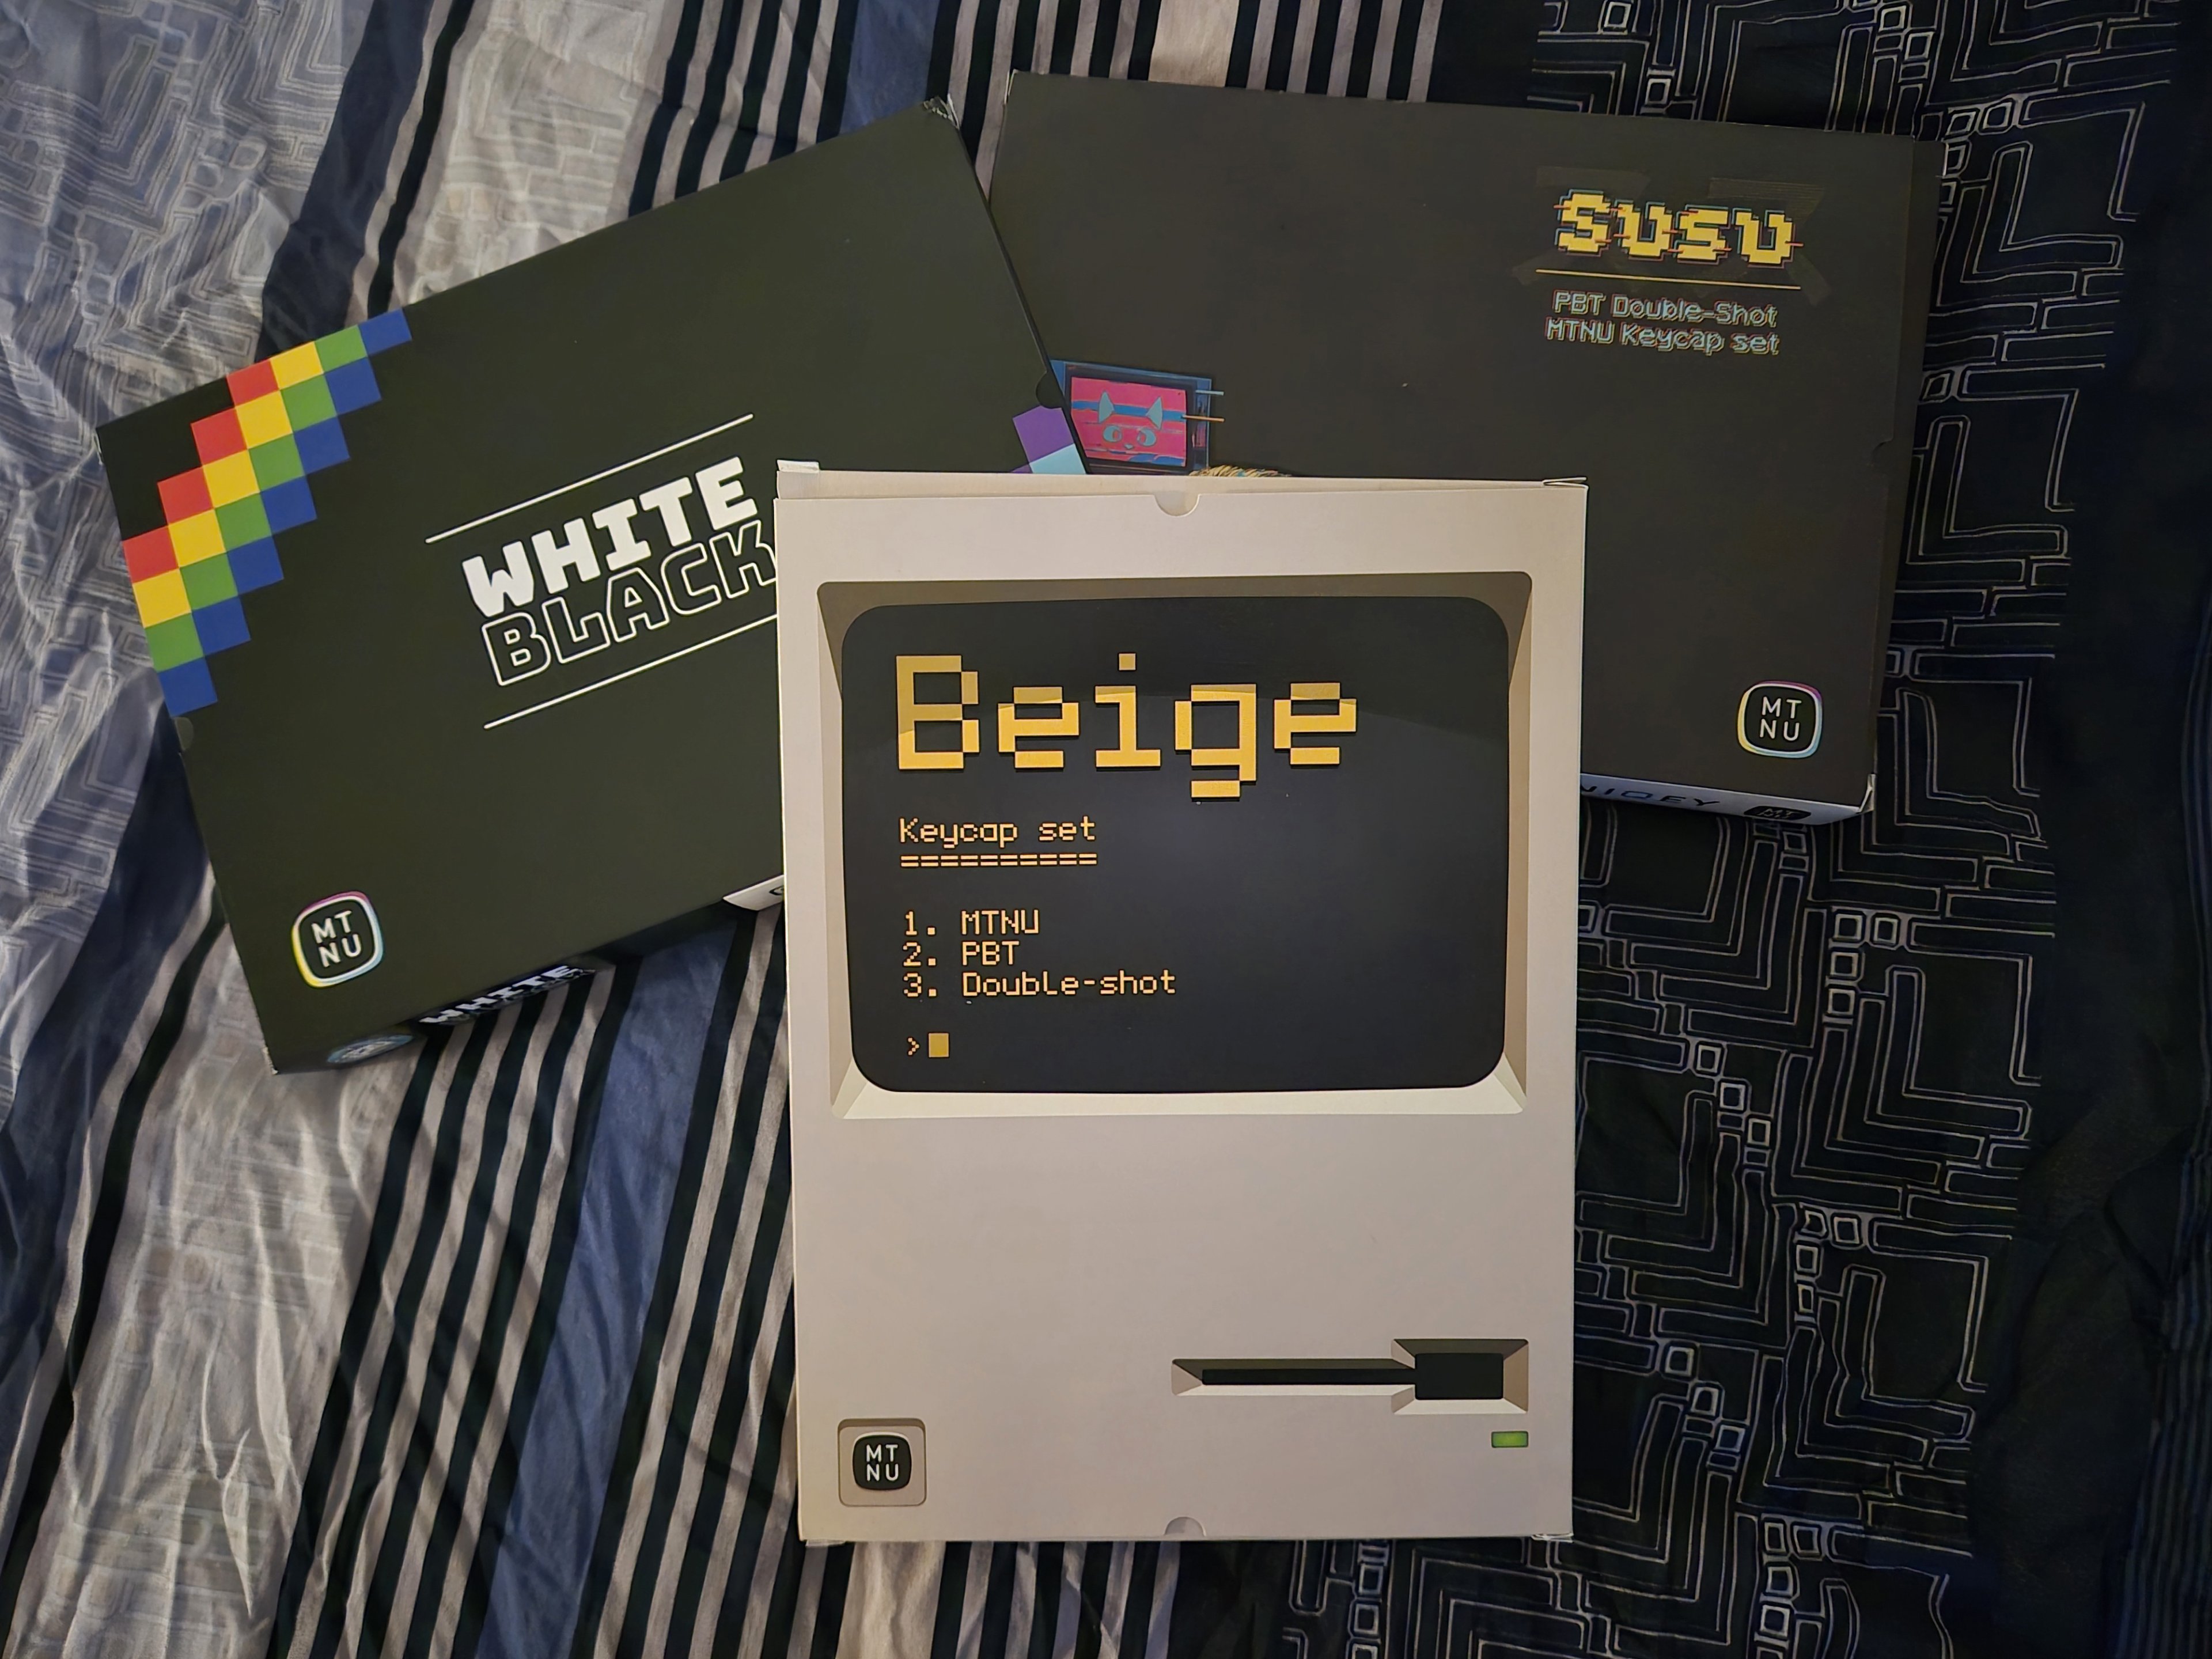 SUSU
PBT Double-Shot
MTNU Keycap set
MT
NU
WHITE
BLACK
MT
NU
WHITE
Beige
Keycap set
==========
1. MTNU
2. PBT
3. Double-shot
>
MT
NU